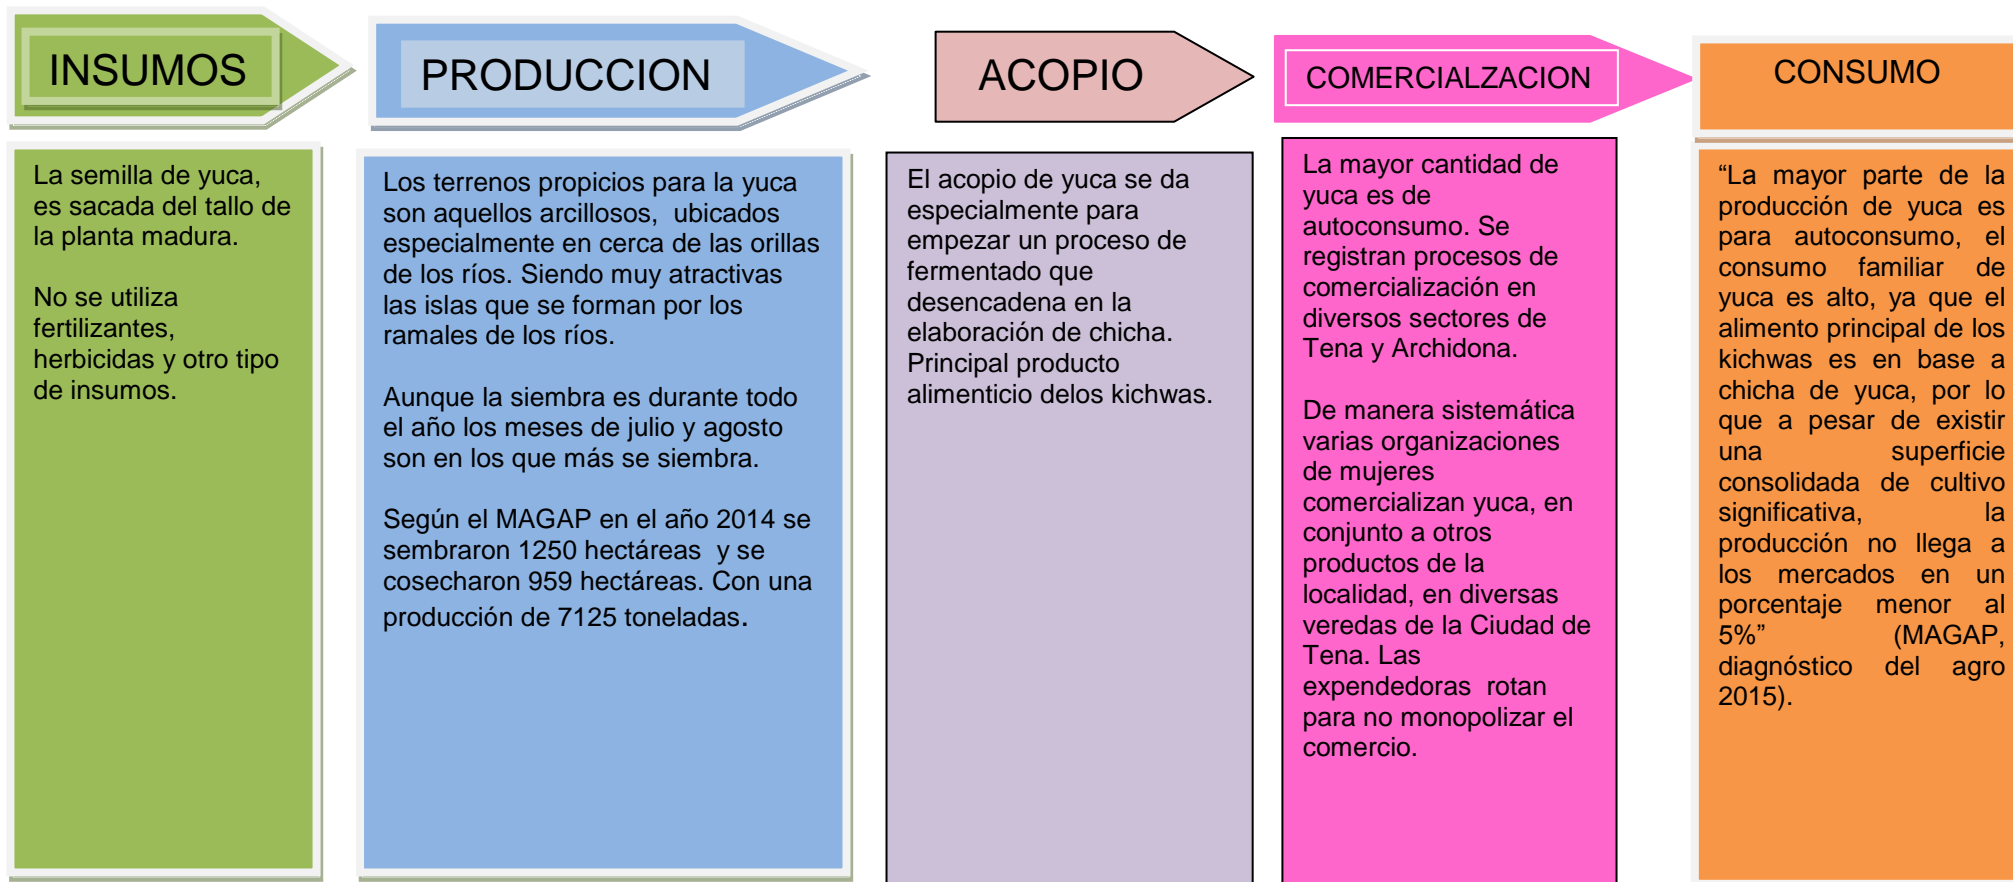 INSUMOS
PRODUCCION
ACOPIO
COMERCIALZACION
CONSUMO
La semilla de yuca,
es sacada del tallo de
la planta madura.
No se utiliza
fertilizantes,
herbicidas y otro tipo
de insumos.
Los terrenos propicios para la yuca
son aquellos arcillosos,  ubicados
especialmente en cerca de las orillas
de los ríos. Siendo muy atractivas
las islas que se forman por los
ramales de los ríos.
Aunque la siembra es durante todo
el año los meses de julio y agosto
son en los que más se siembra.
Según el MAGAP en el año 2014 se
sembraron 1250 hectáreas  y se
cosecharon 959 hectáreas. Con una
producción de 7125 toneladas.
El acopio de yuca se da
especialmente para
empezar un proceso de
fermentado que
desencadena en la
elaboración de chicha.
Principal producto
alimenticio delos kichwas.
La mayor cantidad de
yuca es de
autoconsumo. Se
registran procesos de
comercialización en
diversos sectores de
Tena y Archidona.
De manera sistemática
varias organizaciones
de mujeres
comercializan yuca, en
conjunto a otros
productos de la
localidad, en diversas
veredas de la Ciudad de
Tena. Las
expendedoras  rotan
para no monopolizar el
comercio.
“La mayor parte de la
producción de yuca es
para autoconsumo, el
consumo familiar de
yuca es alto, ya que el
alimento principal de los
kichwas es en base a
chicha de yuca, por lo
que a pesar de existir
una superficie
consolidada de cultivo
significativa, la
producción no llega a
los mercados en un
porcentaje menor al
5%” (MAGAP,
diagnóstico del agro
2015).